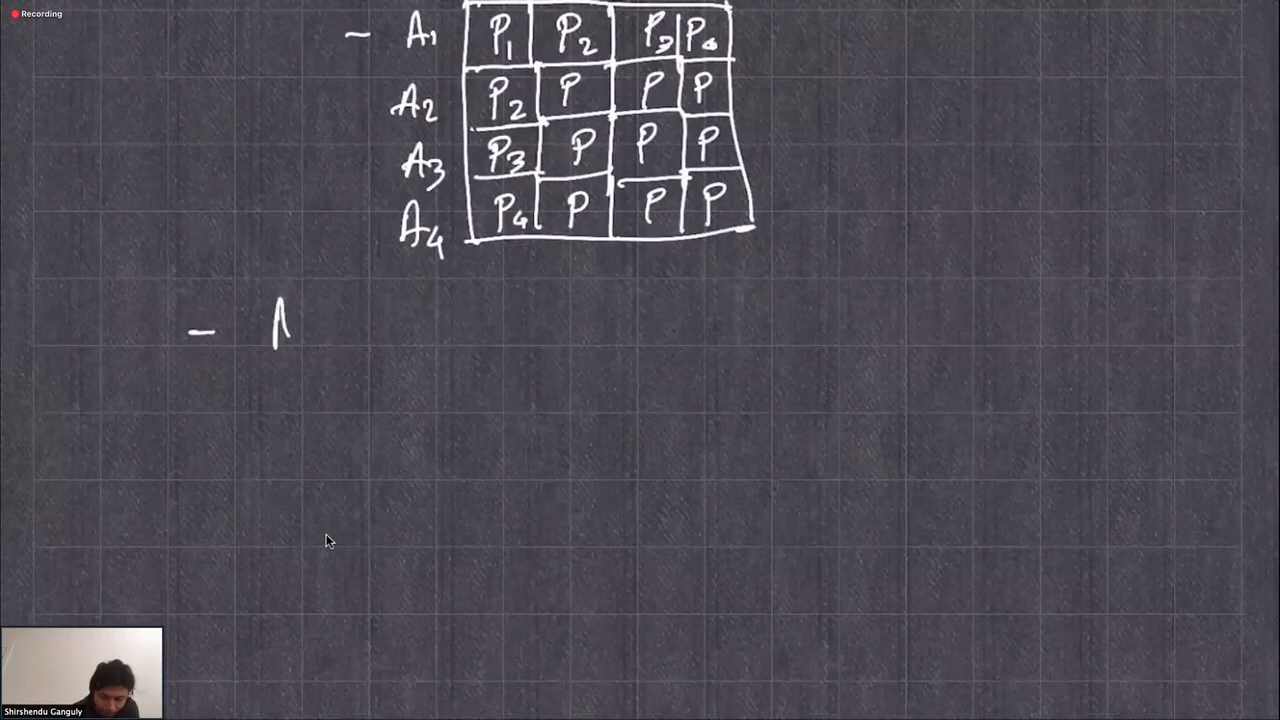 Recording
- A1 P1 P2 P3 P4
A2 P2 P P P
A3 P3 P P P
A4 P4 P P P
-
Shirshendu Ganguly